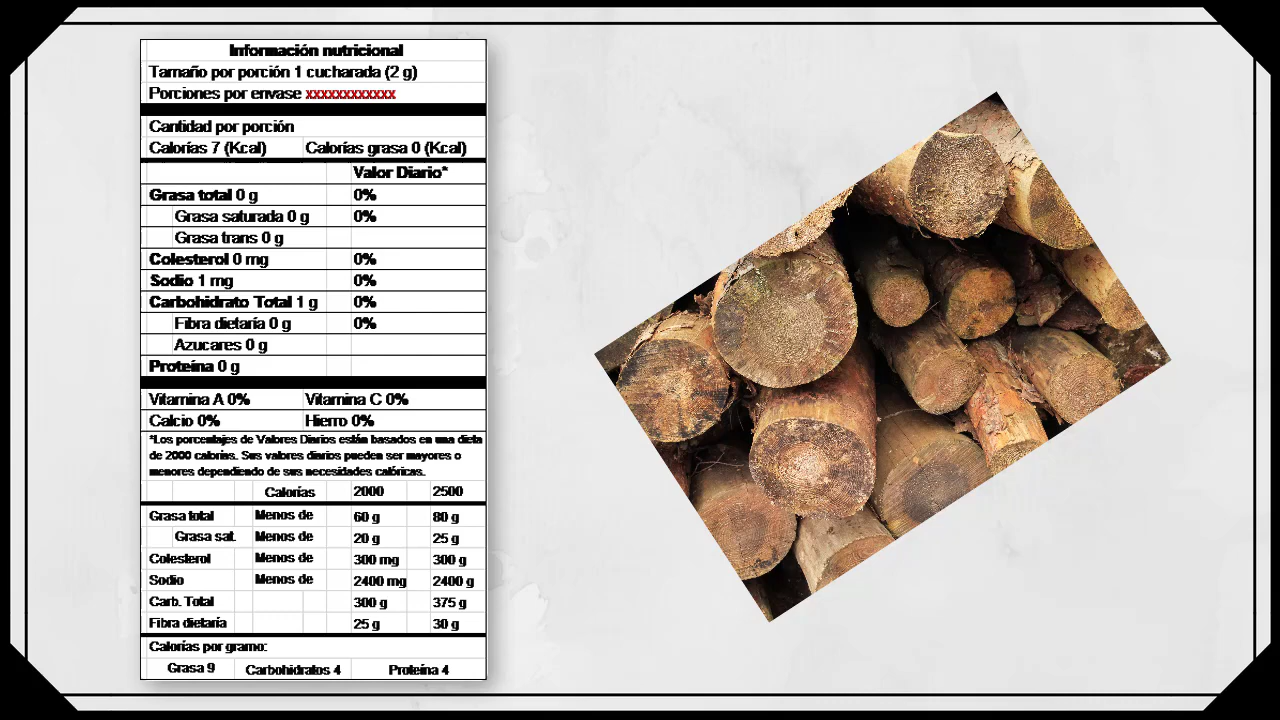 Información nutricional
Tamaño por porción 1 cucharada (2 g)
Porciones por envase xxxxxxxxxxxx
Cantidad por porción
Calorías 7 (Kcal) Calorías grasa 0 (Kcal)
Valor Diario*
Grasa total 0 g 0%
Grasa saturada 0 g 0%
Grasa trans 0 g
Colesterol 0 mg 0%
Sodio 1 mg 0%
Carbohidrato Total 1 g 0%
Fibra dietaría 0 g 0%
Azucares 0 g
Proteína 0 g
Vitamina A 0% Vitamina C 0%
Calcio 0% Hierro 0%
*Los porcentajes de Valores Diarios están basados en una dieta
de 2000 calorías. Sus valores diarios pueden ser mayores o
menores dependiendo de sus necesidades calóricas.
Calorías 2000 2500
Grasa total Menos de 60 g 80 g
Grasa sat. Menos de 20 g 25 g
Colesterol Menos de 300 mg 300 g
Sodio Menos de 2400 mg 2400 g
Carb. Total 300 g 375 g
Fibra dietaria 25 g 30 g
Calorías por gramo:
Grasa 9 Carbohidratos 4 Proteína 4